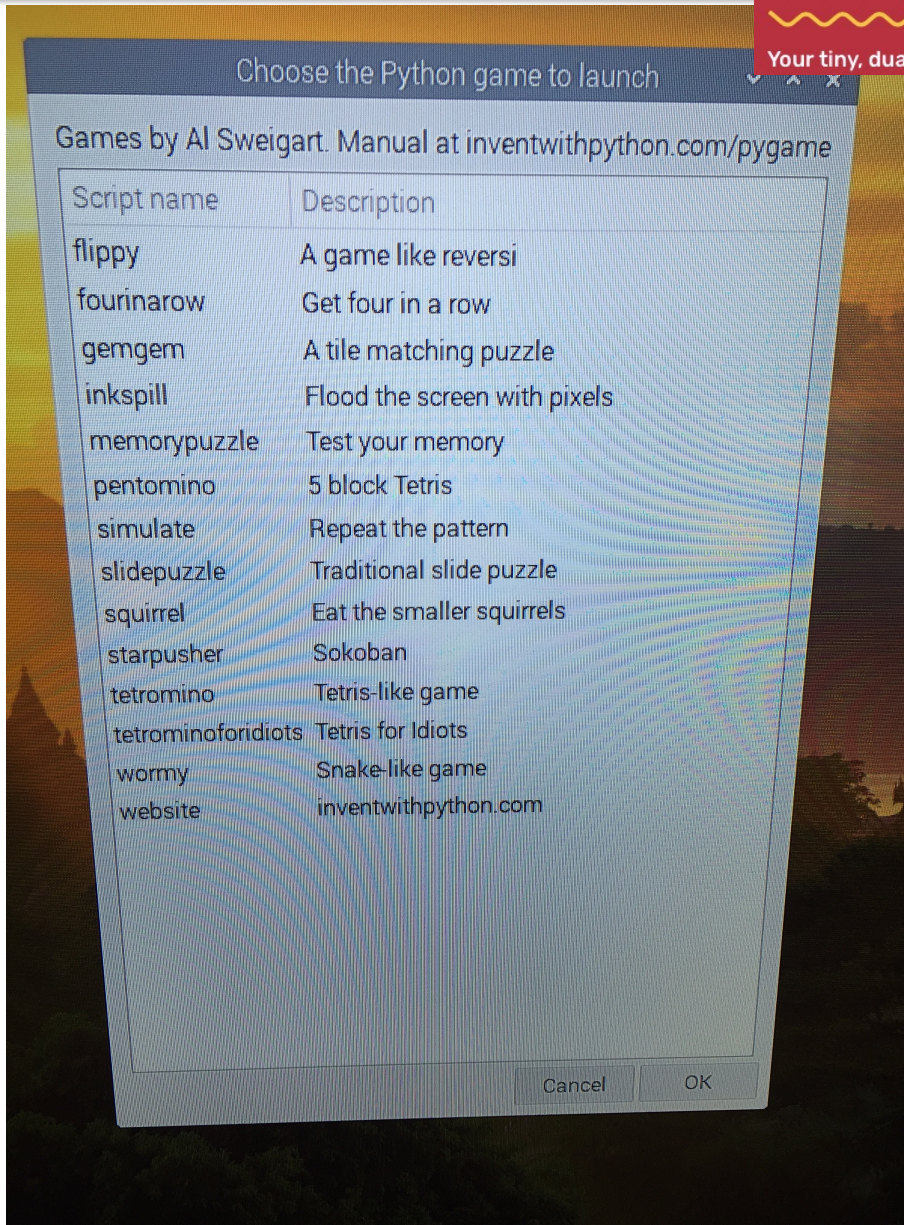 Your tiny, dua
Choose the Python game to launch
Games by Al Sweigart. Manual at inventwithpython.com/pygame
Script name Description
flippy A game like reversi
fourinarow Get four in a row
gemgem A tile matching puzzle
inkspill Flood the screen with pixels
memorypuzzle Test your memory
pentomino 5 block Tetris
simulate Repeat the pattern
slidepuzzle Traditional slide puzzle
squirrel Eat the smaller squirrels
starpusher Sokoban
tetromino Tetris-like game
tetrominoforidiots Tetris for Idiots
wormy Snake-like game
website inventwithpython.com
Cancel OK